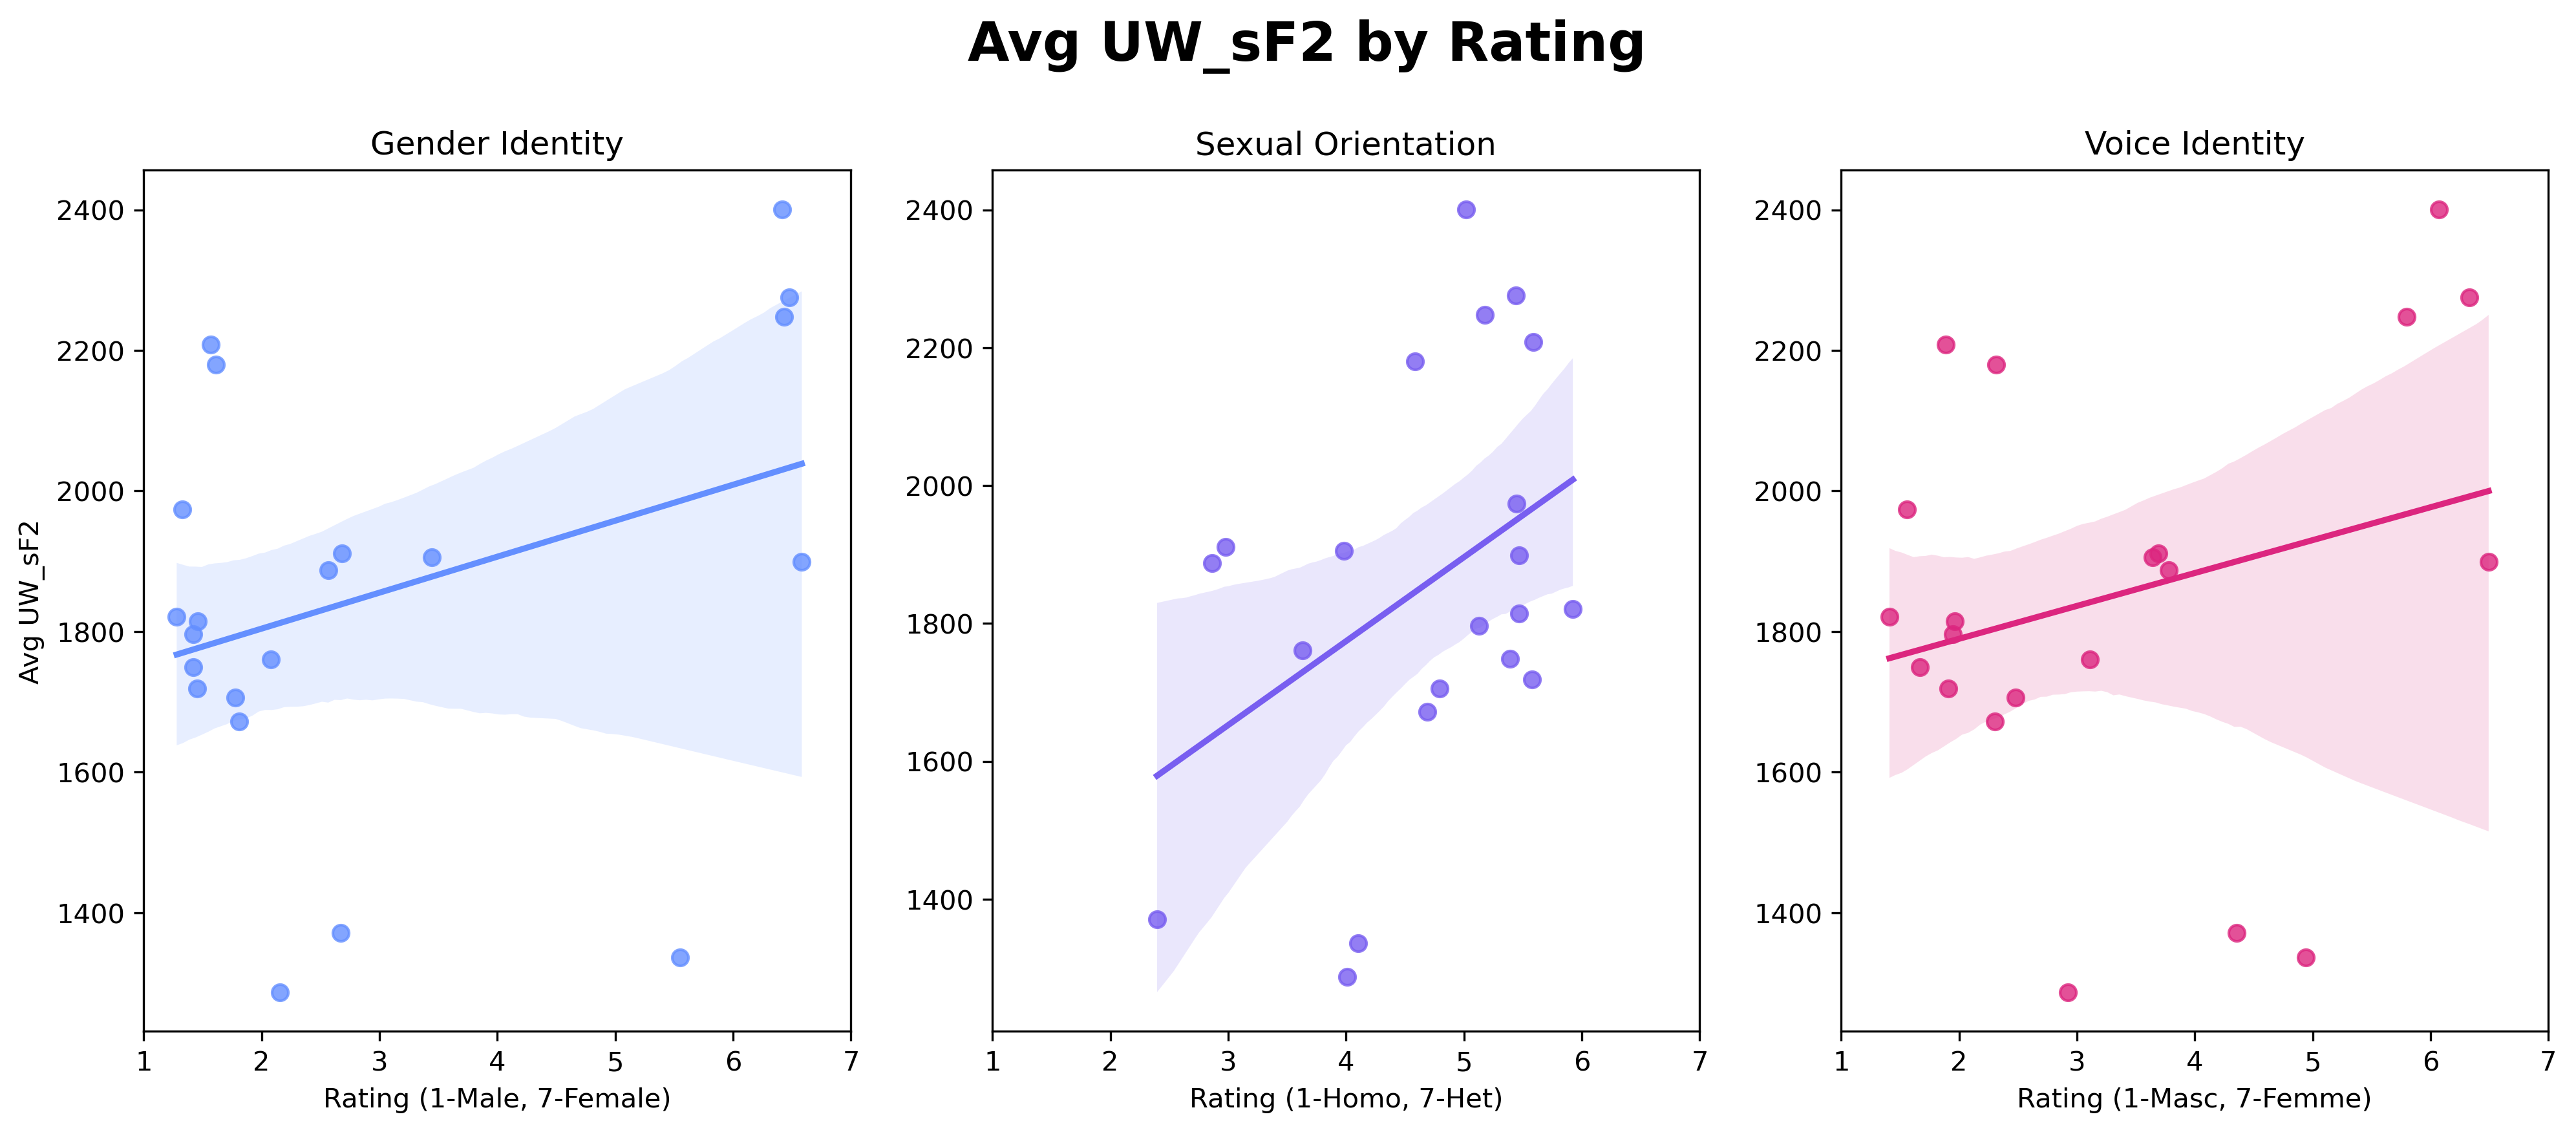 Avg UW_sF2 by Rating
Gender Identity
Sexual Orientation
Voice Identity
Avg UW_sF2
2400
2200
2000
1800
1600
1400
1 2 3 4 5 6 7
Rating (1-Male, 7-Female)
2400
2200
2000
1800
1600
1400
1 2 3 4 5 6 7
Rating (1-Homo, 7-Het)
2400
2200
2000
1800
1600
1400
1 2 3 4 5 6 7
Rating (1-Masc, 7-Femme)